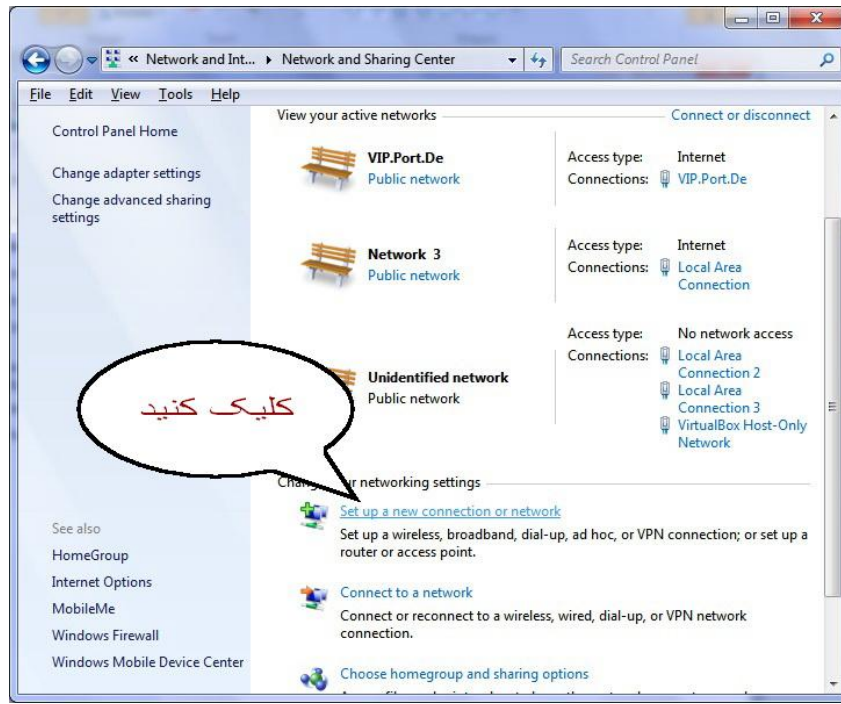 « Network and Int... ▸ Network and Sharing Center
Search Control Panel
File Edit View Tools Help
Control Panel Home
Change adapter settings
Change advanced sharing
settings
See also
HomeGroup
Internet Options
MobileMe
Windows Firewall
Windows Mobile Device Center
View your active networks
Connect or disconnect
VIP.Port.De
Public network
Access type: Internet
Connections: VIP.Port.De
Network 3
Public network
Access type: Internet
Connections: Local Area
Connection
Unidentified network
Public network
Access type: No network access
Connections: Local Area
Connection 2
Local Area
Connection 3
VirtualBox Host-Only
Network
کلیک کنید
Change your networking settings
Set up a new connection or network
Set up a wireless, broadband, dial-up, ad hoc, or VPN connection; or set up a
router or access point.
Connect to a network
Connect or reconnect to a wireless, wired, dial-up, or VPN network
connection.
Choose homegroup and sharing options